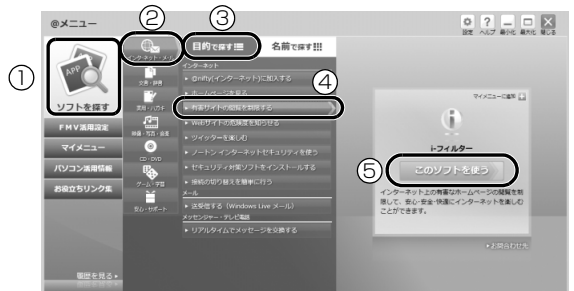 @メニュー
設定 ヘルプ 最小化 最大化 閉じる
① ② ③ ④ ⑤
APP
ソフトを探す
FMV活用設定
マイメニュー
パソコン活用情報
お役立ちリンク集
履歴を見る
インターネット・メール
文書・辞書
実用・ハガキ
映像・写真・音楽
CD・DVD
ゲーム・学習
安心・サポート
目的で探す!!!
名前で探す!!!
インターネット
@nifty(インターネット)に加入する
ホームページを見る
有害サイトの閲覧を制限する
Webサイトの危険度を知らせる
ツイッターを楽しむ
ノートン インターネットセキュリティを使う
セキュリティ対策ソフトをインストールする
接続の切り替えを簡単に行う
メール
送受信する (Windows Live メール)
メッセンジャー・テレビ電話
リアルタイムでメッセージを交換する
マイメニューに追加
i-フィルター
このソフトを使う
インターネット上の有害なホームページの閲覧を制
限して、安心・安全・快適にインターネットを楽しむ
ことができます。
お問合わせ先